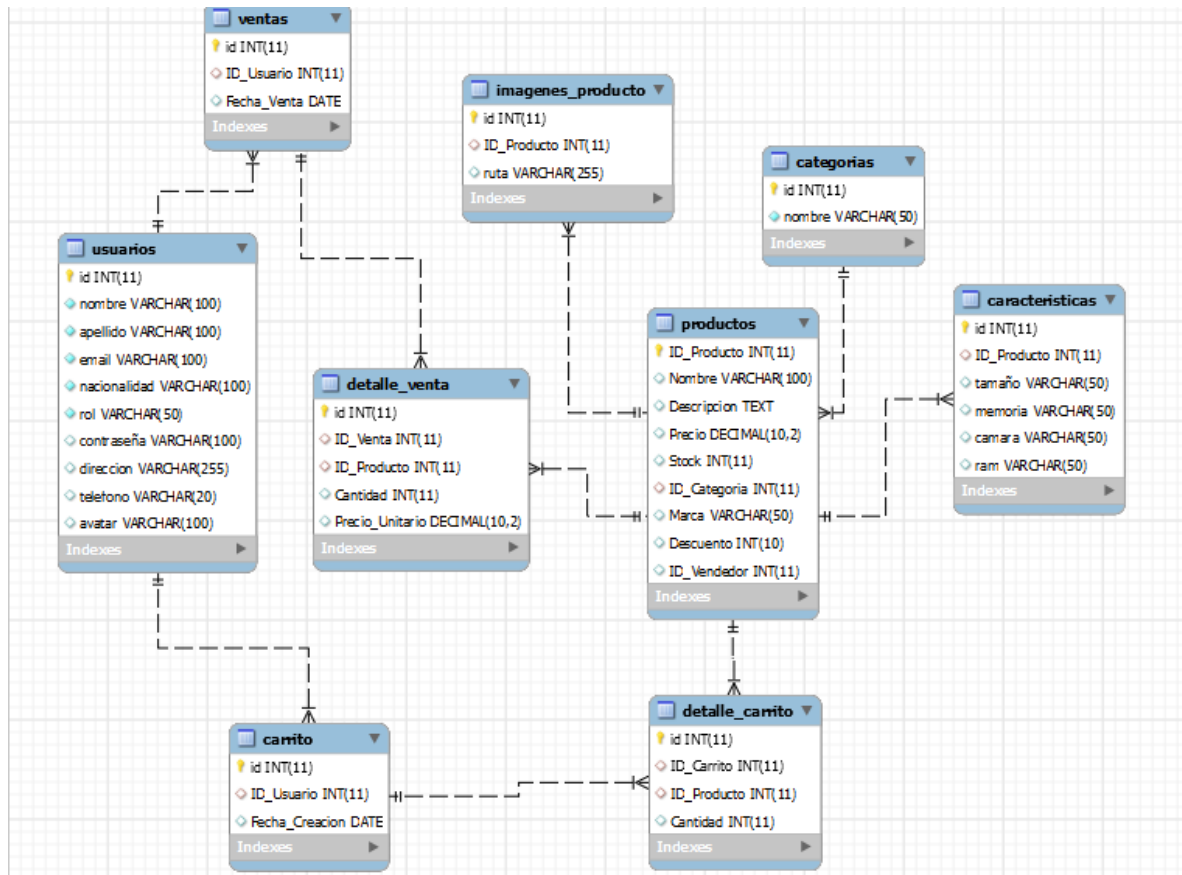 ventas
id INT(11)
ID_Usuario INT(11)
Fecha_Venta DATE
Indexes
imagenes_producto
id INT(11)
ID_Producto INT(11)
ruta VARCHAR(255)
Indexes
categorias
id INT(11)
nombre VARCHAR(50)
Indexes
usuarios
id INT(11)
nombre VARCHAR(100)
apellido VARCHAR(100)
email VARCHAR(100)
nacionalidad VARCHAR(100)
rol VARCHAR(50)
contraseña VARCHAR(100)
direccion VARCHAR(255)
telefono VARCHAR(20)
avatar VARCHAR(100)
Indexes
detalle_venta
id INT(11)
ID_Venta INT(11)
ID_Producto INT(11)
Cantidad INT(11)
Precio_Unitario DECIMAL(10,2)
Indexes
productos
ID_Producto INT(11)
Nombre VARCHAR(100)
Descripcion TEXT
Precio DECIMAL(10,2)
Stock INT(11)
ID_Categoria INT(11)
Marca VARCHAR(50)
Descuento INT(10)
ID_Vendedor INT(11)
Indexes
caracteristicas
id INT(11)
ID_Producto INT(11)
tamaño VARCHAR(50)
memoria VARCHAR(50)
camara VARCHAR(50)
ram VARCHAR(50)
Indexes
carrito
id INT(11)
ID_Usuario INT(11)
Fecha_Creacion DATE
Indexes
detalle_carrito
id INT(11)
ID_Carrito INT(11)
ID_Producto INT(11)
Cantidad INT(11)
Indexes